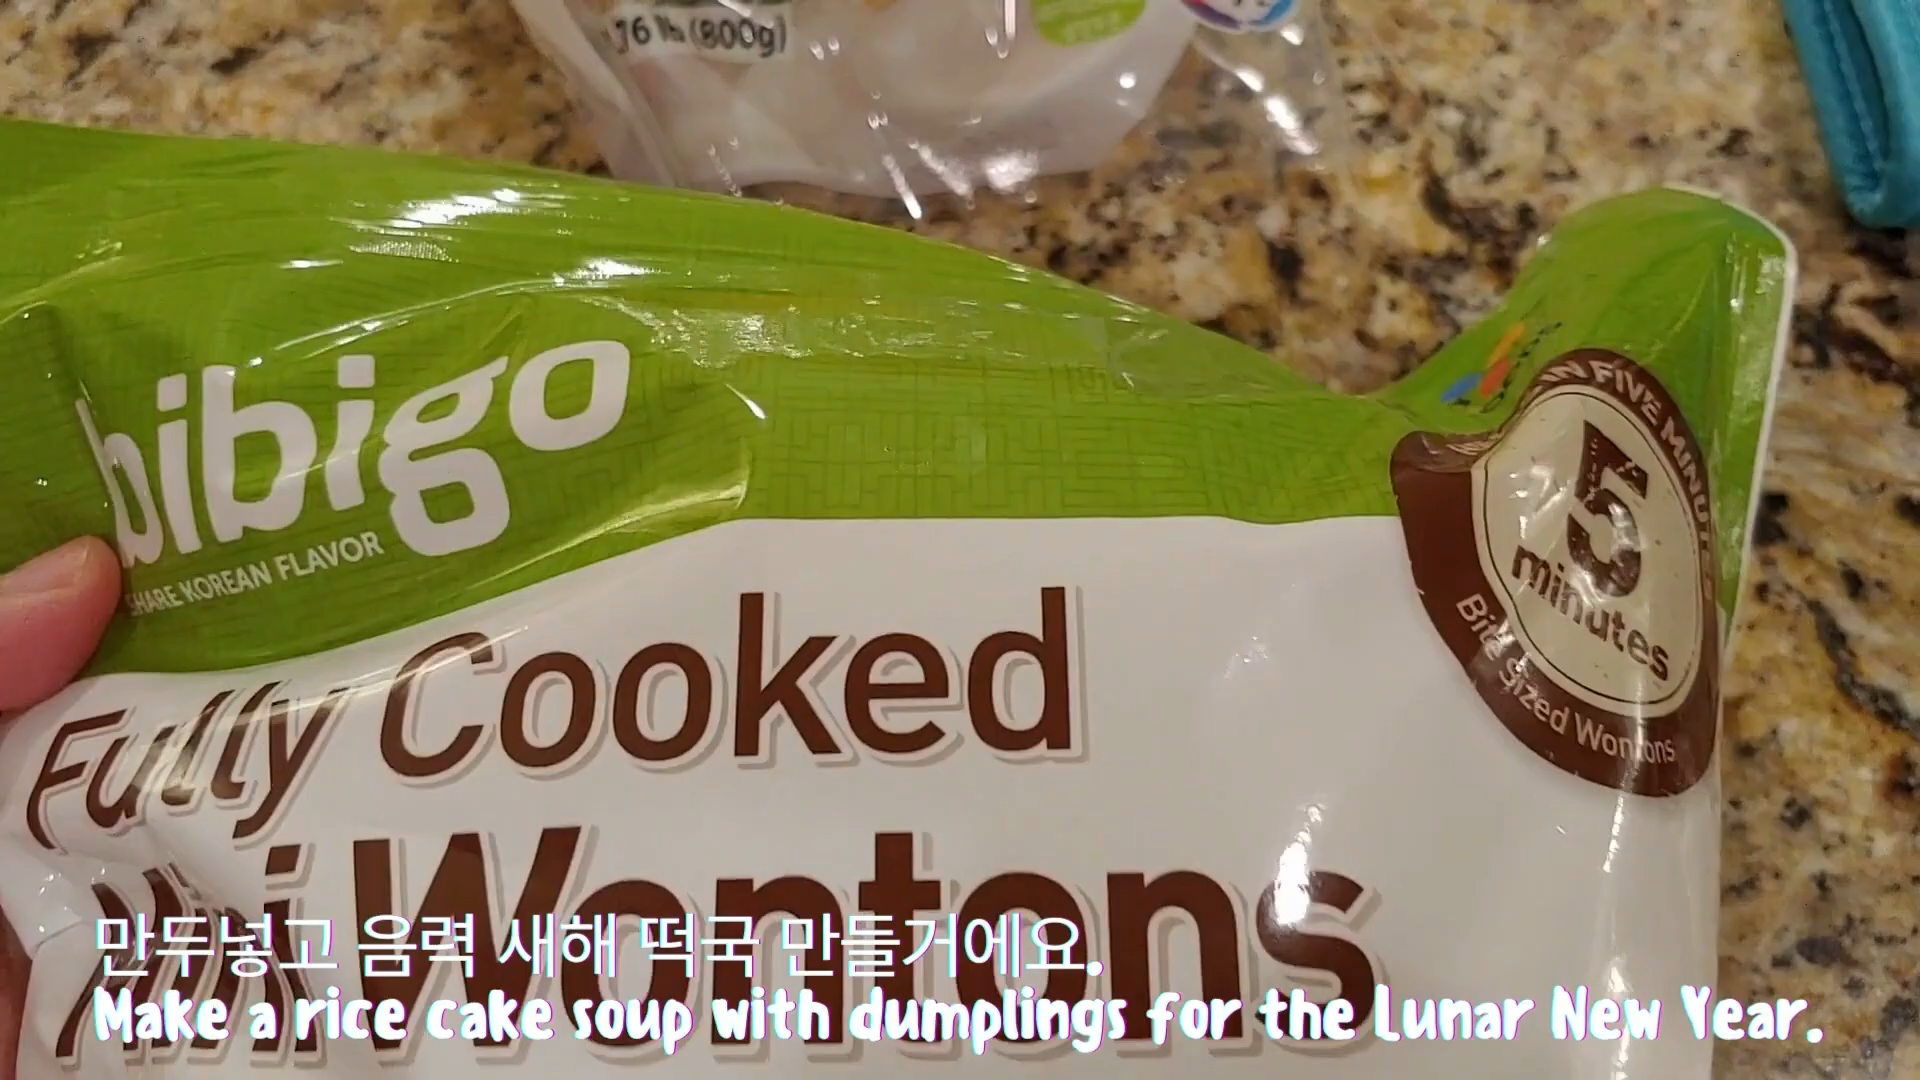 76 lb (800g)
bibigo
SHARE KOREAN FLAVOR
IN FIVE MINUTES
5
minutes
Bite Sized Wontons
Fully Cooked
Mini Wontons
만두넣고 음력 새해 떡국 만들거에요.
Make a rice cake soup with dumplings for the Lunar New Year.